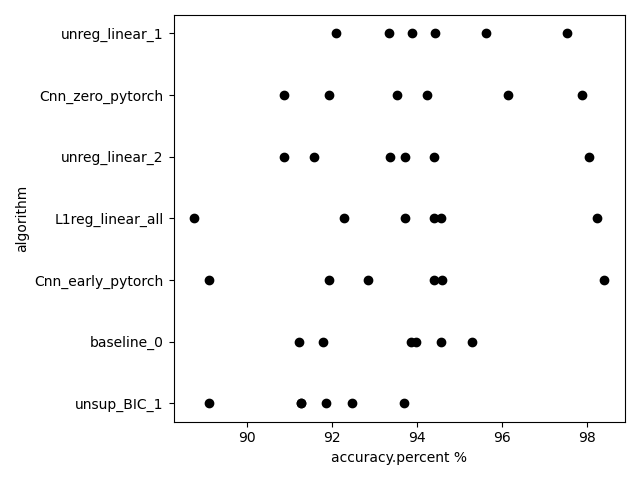 unreg_linear_1
Cnn_zero_pytorch
unreg_linear_2
L1reg_linear_all
Cnn_early_pytorch
baseline_0
unsup_BIC_1
algorithm
90 92 94 96 98
accuracy.percent %